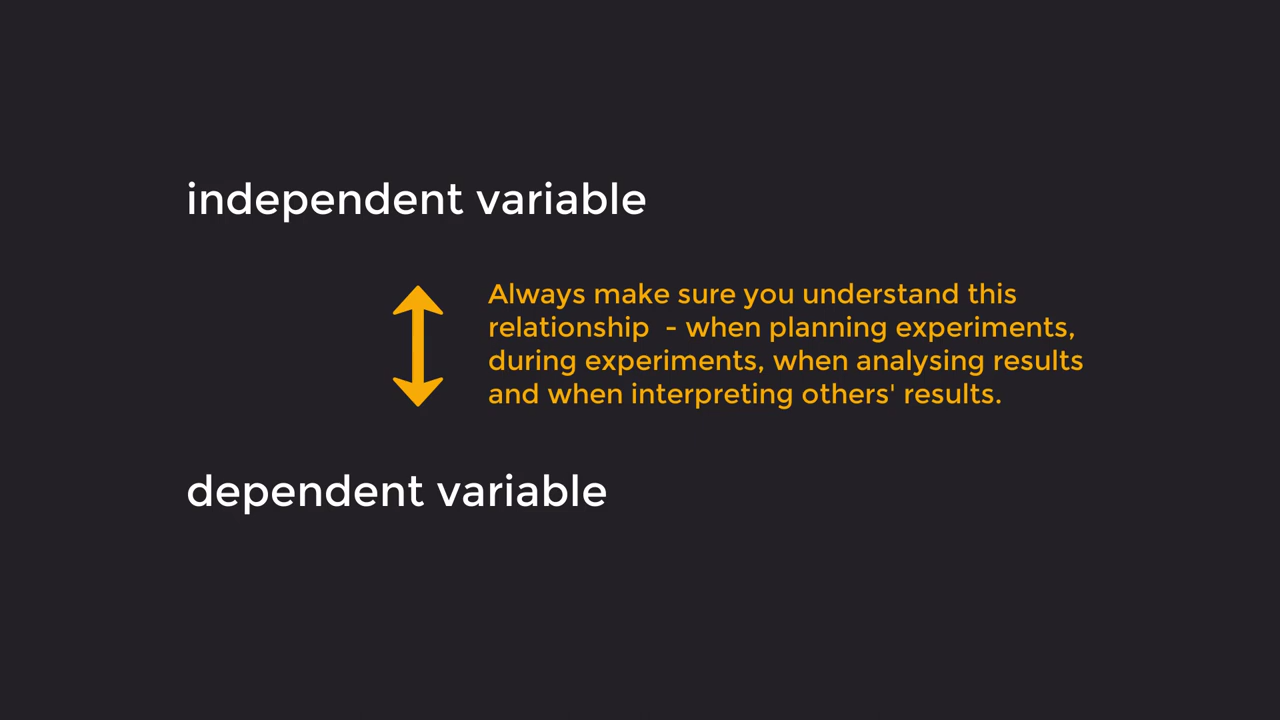 independent variable
Always make sure you understand this
relationship - when planning experiments,
during experiments, when analysing results
and when interpreting others' results.
dependent variable